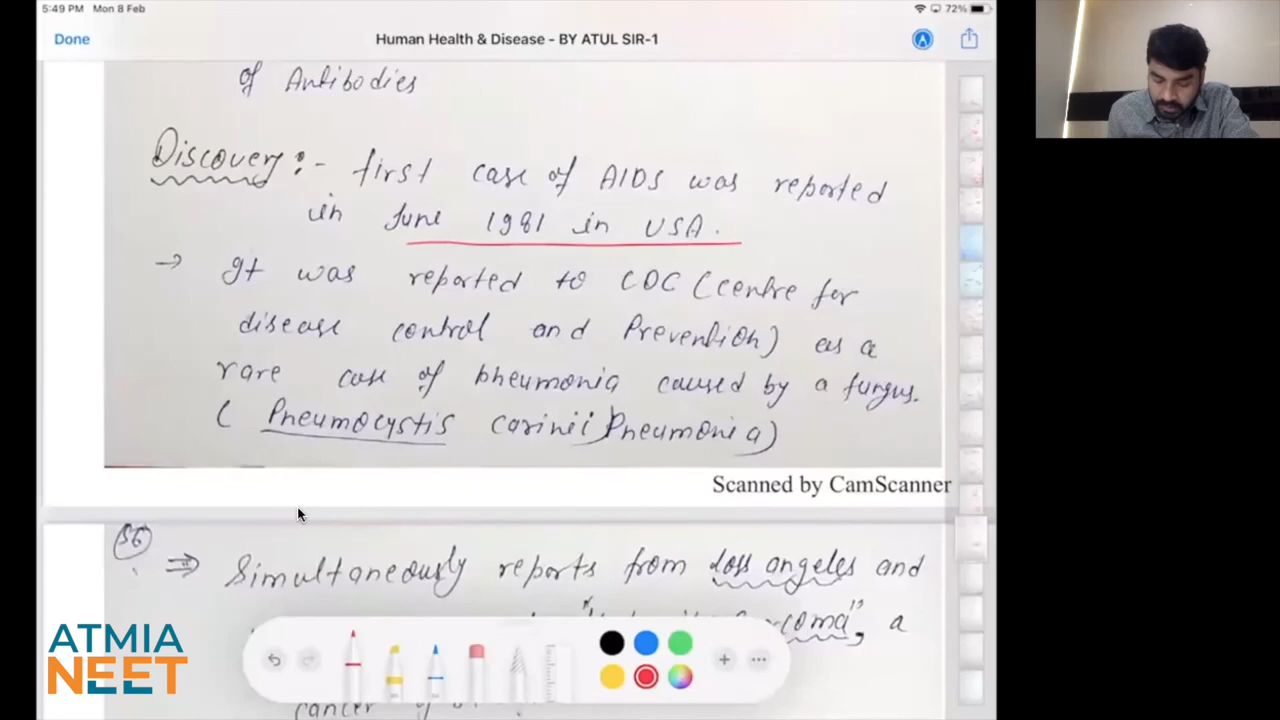 5:49 PM Mon 8 Feb
72%
Done
Human Health & Disease - BY ATUL SIR-1
of Antibodies
Discovery:- first case of AIDS was reported
in June 1981 in USA.
→ It was reported to CDC (centre for
disease control and Prevention) as a
rare case of pneumonia caused by a fungus.
( Pneumocystis carinii Pneumonia)
Scanned by CamScanner
56
⇒ Simultaneously reports from Loss angeles and
", a
cancer of
ATMIA
NEET